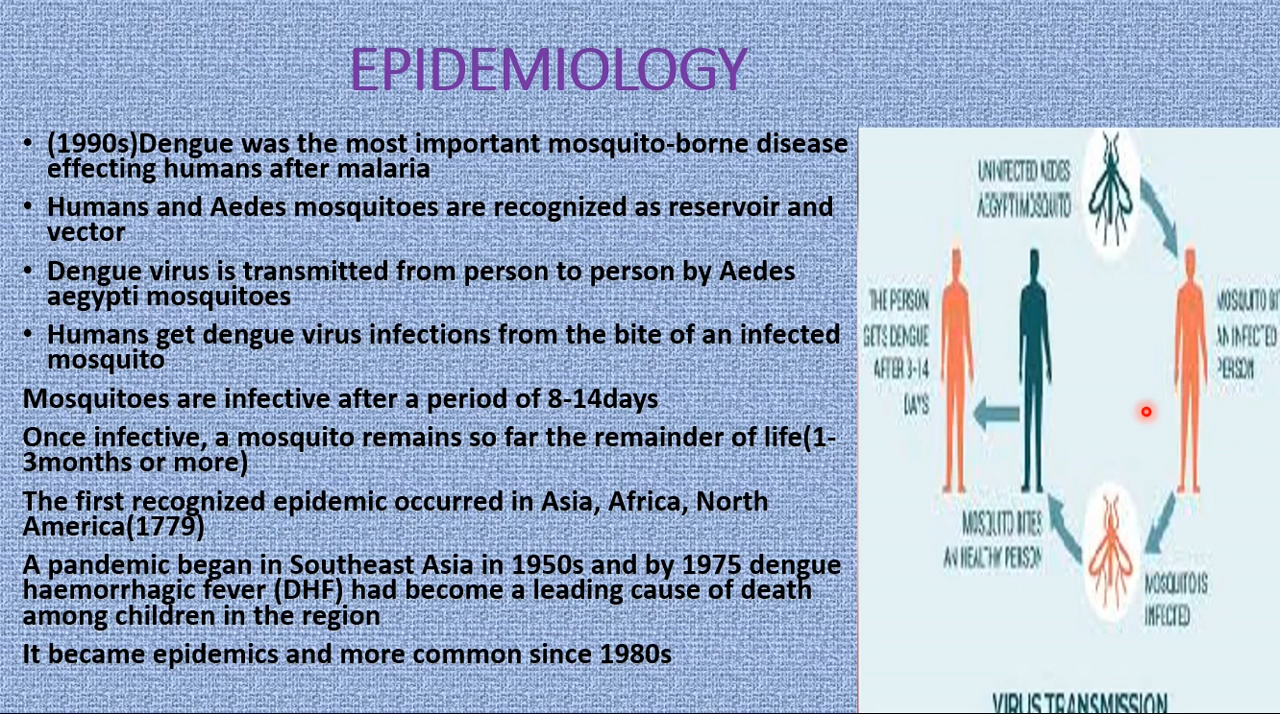 EPIDEMIOLOGY
• (1990s)Dengue was the most important mosquito-borne disease
effecting humans after malaria
• Humans and Aedes mosquitoes are recognized as reservoir and
vector
• Dengue virus is transmitted from person to person by Aedes
aegypti mosquitoes
• Humans get dengue virus infections from the bite of an infected
mosquito
Mosquitoes are infective after a period of 8-14days
Once infective, a mosquito remains so far the remainder of life(1-
3months or more)
The first recognized epidemic occurred in Asia, Africa, North
America(1779)
A pandemic began in Southeast Asia in 1950s and by 1975 dengue
haemorrhagic fever (DHF) had become a leading cause of death
among children in the region
It became epidemics and more common since 1980s
UNINFECTED AEDES
AEGYPTI MOSQUITO
THE PERSON
GETS DENGUE
AFTER 3-14
DAYS
MOSQUITO
AN INFECTED
PERSON
MOSQUITO BITES
AN HEALTHY PERSON
MOSQUITO IS
INFECTED
VIRUS TRANSMISSION